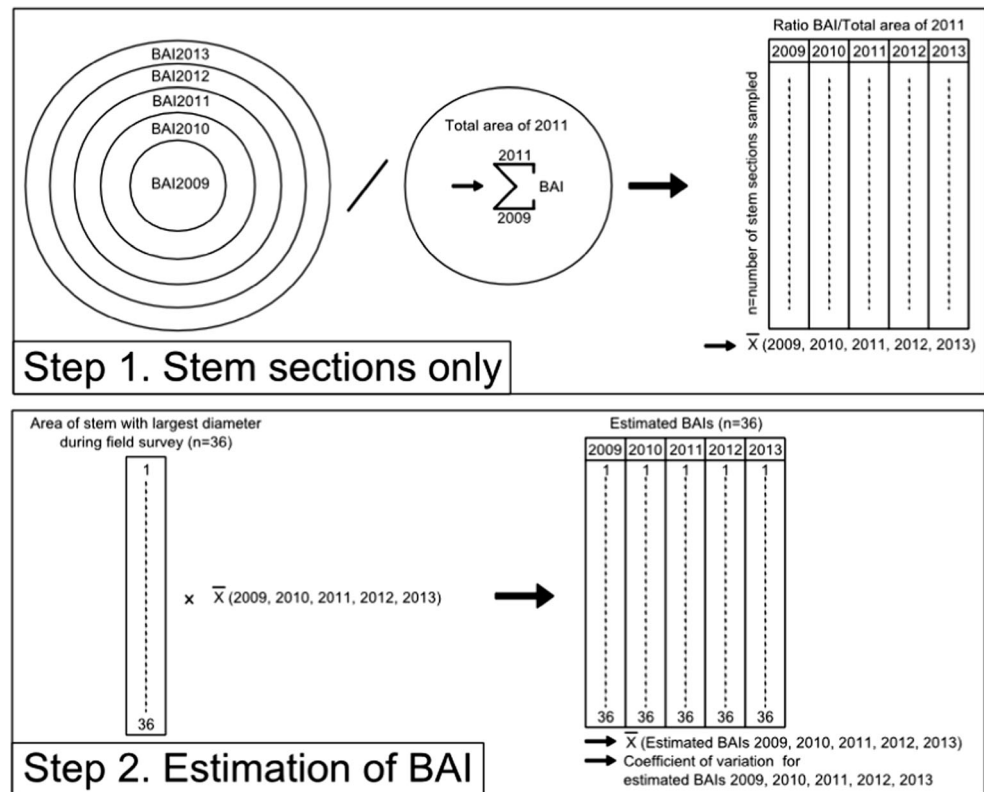 BAI2013
BAI2012
BAI2011
BAI2010
BAI2009
Total area of 2011
2011
BAI
2009
Ratio BAI/Total area of 2011
2009 2010 2011 2012 2013
n=number of stem sections sampled
X (2009, 2010, 2011, 2012, 2013)
Step 1. Stem sections only
Area of stem with largest diameter
during field survey (n=36)
1
36
x X (2009, 2010, 2011, 2012, 2013)
Estimated BAIs (n=36)
2009 2010 2011 2012 2013
1 1 1 1 1
36 36 36 36 36
X (Estimated BAIs 2009, 2010, 2011, 2012, 2013)
Coefficient of variation for
estimated BAIs 2009, 2010, 2011, 2012, 2013
Step 2. Estimation of BAI